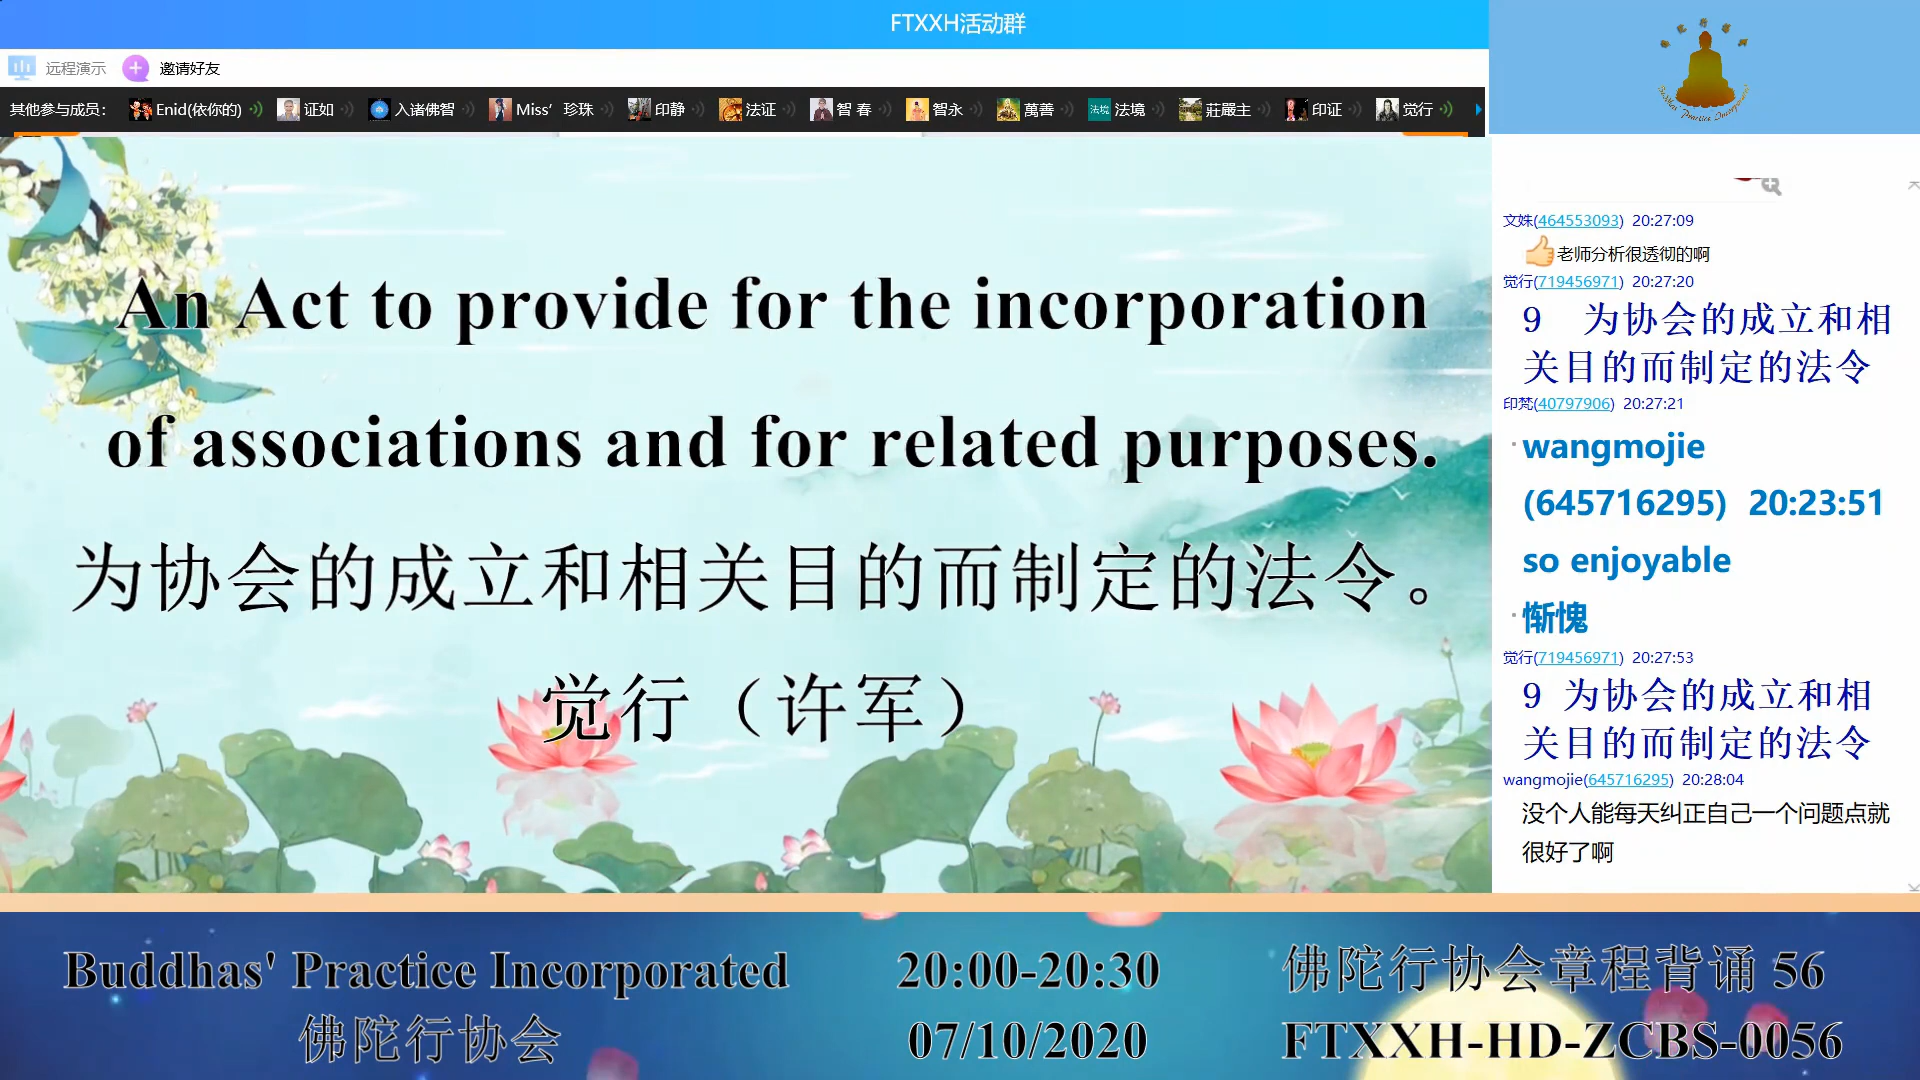 FTXXH活动群
远程演示 邀请好友
其他参与成员： Enid(依你的) 证如 入诸佛智 Miss’ 珍珠 印静 法证 智 春 智永 萬善 法境 莊嚴主 印证 觉行
An Act to provide for the incorporation
of associations and for related purposes.
为协会的成立和相关目的而制定的法令。
觉行（许军）
Buddhas' Practice Incorporated
文姝(464553093) 20:27:09
老师分析很透彻的啊
觉行(719456971) 20:27:20
9 为协会的成立和相
关目的而制定的法令
印梵(40797906) 20:27:21
wangmojie
(645716295) 20:23:51
so enjoyable
惭愧
觉行(719456971) 20:27:53
9 为协会的成立和相
关目的而制定的法令
wangmojie(645716295) 20:28:04
没个人能每天纠正自己一个问题点就
很好了啊
Buddhas' Practice Incorporated
佛陀行协会
20:00-20:30
07/10/2020
佛陀行协会章程背诵 56
FTXXH-HD-ZCBS-0056